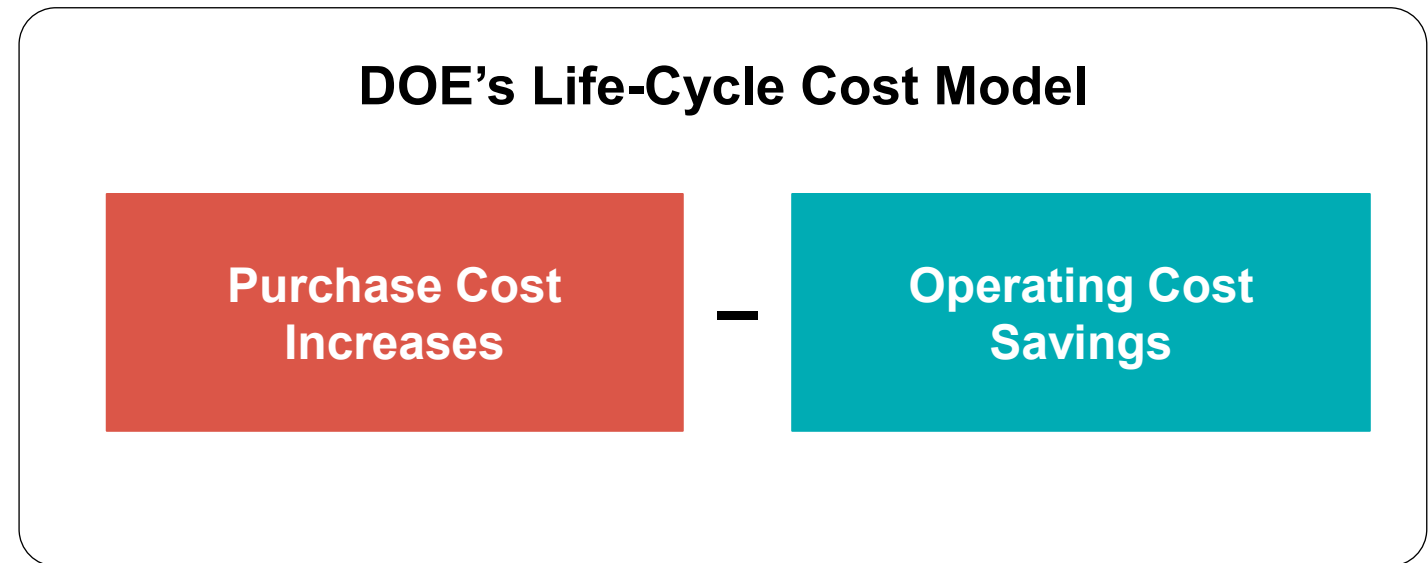 DOE’s Life-Cycle Cost Model
Purchase Cost
Increases
–
Operating Cost
Savings